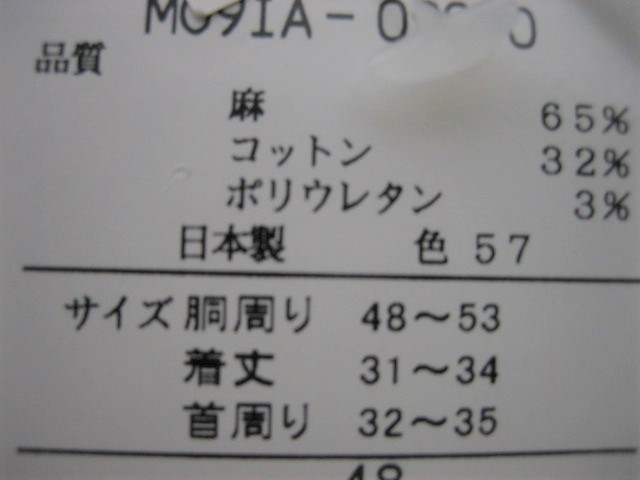 品質
麻 65%
コットン 32%
ポリウレタン 3%
日本製 色 57
サイズ 胴周り 48〜53
着丈 31〜34
首周り 32〜35